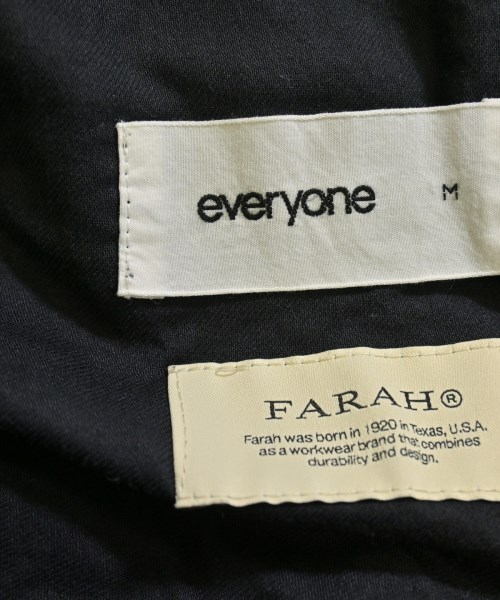 everyone M
FARAH®
Farah was born in 1920 in Texas, U.S.A.
as a workwear brand that combines
durability and design.